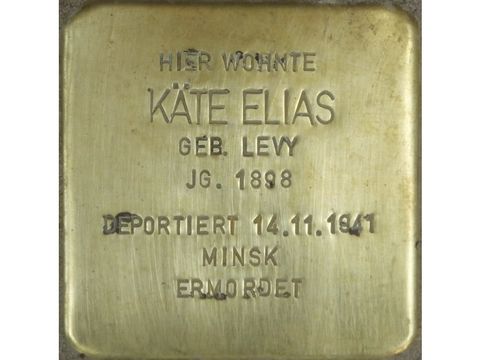 HIER WOHNTE
KÄTE ELIAS
GEB. LEVY
JG. 1898
DEPORTIERT 14.11.1941
MINSK
ERMORDET